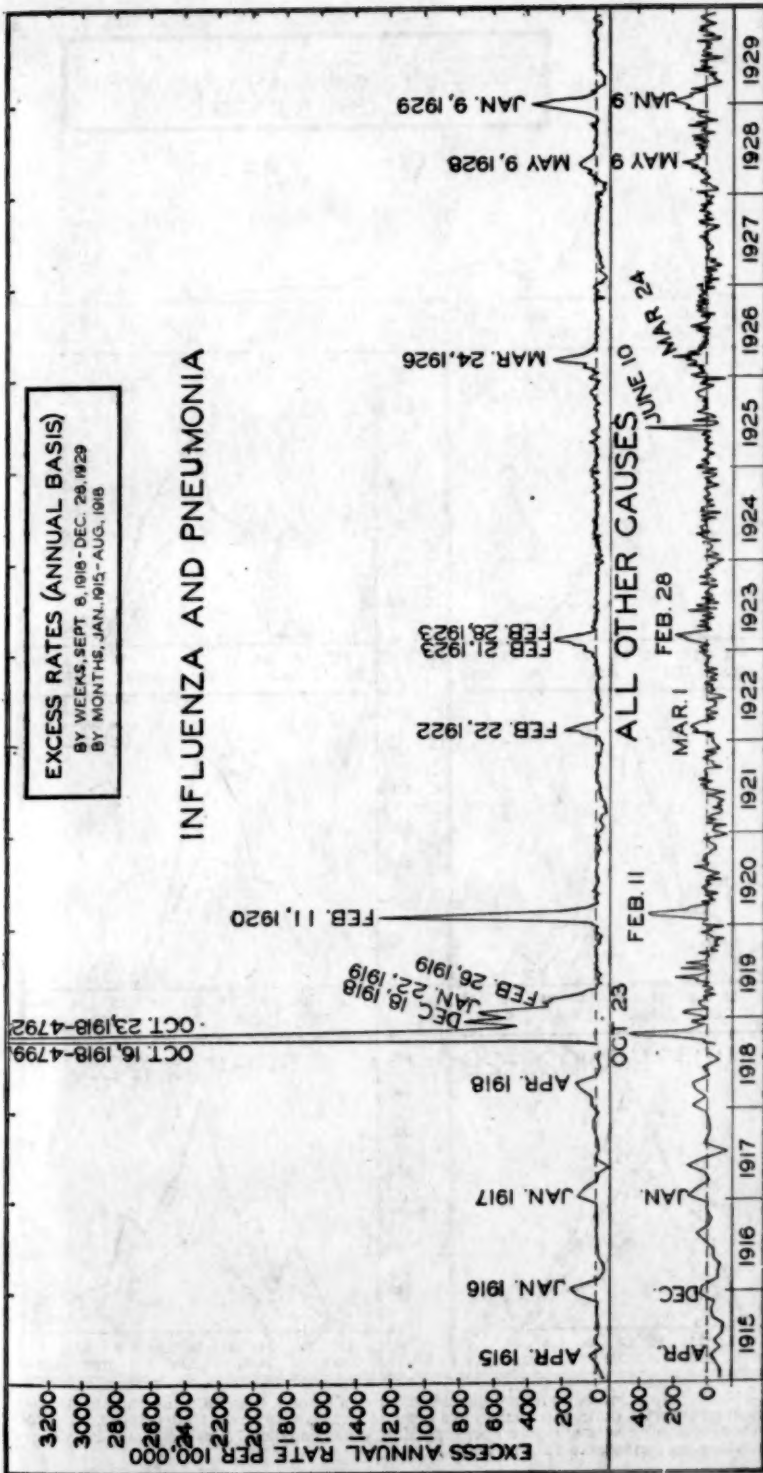 EXCESS RATES (ANNUAL BASIS)
BY WEEKS, SEPT. 8, 1918-DEC. 28, 1929
BY MONTHS, JAN. 1915-AUG., 1918
INFLUENZA AND PNEUMONIA
EXCESS ANNUAL RATE PER 100,000
3200
3000
2800
2600
2400
2200
2000
1800
1600
1400
1200
1000
800
600
400
200
0
APR. 1915
JAN. 1916
JAN. 1917
APR. 1918
OCT. 16, 1918-4799
OCT. 23, 1918-4792
DEC. 18, 1918
JAN. 22, 1919
FEB. 26, 1919
FEB. 11, 1920
FEB. 22, 1922
FEB. 21, 1923
FEB. 28, 1923
MAR. 24, 1926
MAY 9, 1928
JAN. 9, 1929
ALL OTHER CAUSES
200
0
APR.
DEC.
JAN.
OCT 23
FEB. 11
MAR. 1
FEB. 28
JUNE 10
MAR. 24
MAY 9
JAN. 9
1915 1916 1917 1918 1919 1920 1921 1922 1923 1924 1925 1926 1927 1928 1929